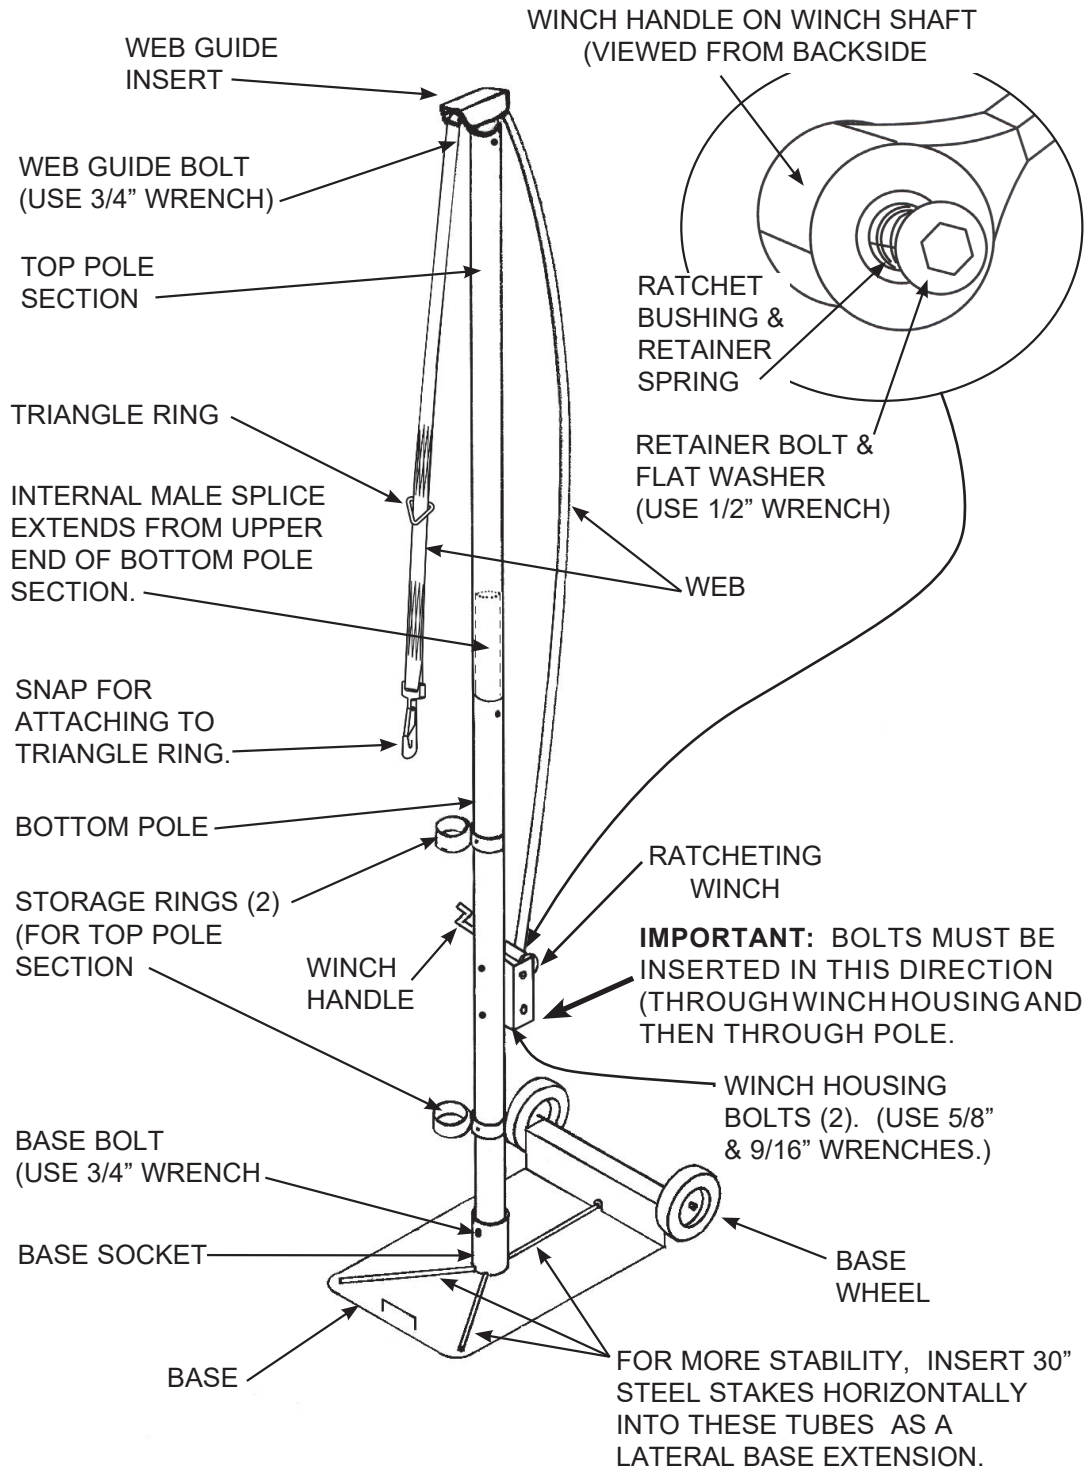 WINCH HANDLE ON WINCH SHAFT
(VIEWED FROM BACKSIDE
WEB GUIDE
INSERT
WEB GUIDE BOLT
(USE 3/4” WRENCH)
TOP POLE
SECTION
RATCHET
BUSHING &
RETAINER
SPRING
TRIANGLE RING
RETAINER BOLT &
FLAT WASHER
(USE 1/2” WRENCH)
INTERNAL MALE SPLICE
EXTENDS FROM UPPER
END OF BOTTOM POLE
SECTION.
WEB
SNAP FOR
ATTACHING TO
TRIANGLE RING.
BOTTOM POLE
RATCHETING
WINCH
STORAGE RINGS (2)
(FOR TOP POLE
SECTION
WINCH
HANDLE
IMPORTANT: BOLTS MUST BE
INSERTED IN THIS DIRECTION
(THROUGH WINCH HOUSING AND
THEN THROUGH POLE.
WINCH HOUSING
BOLTS (2). (USE 5/8”
& 9/16” WRENCHES.)
BASE BOLT
(USE 3/4” WRENCH
BASE SOCKET
BASE
WHEEL
BASE
FOR MORE STABILITY, INSERT 30”
STEEL STAKES HORIZONTALLY
INTO THESE TUBES AS A
LATERAL BASE EXTENSION.